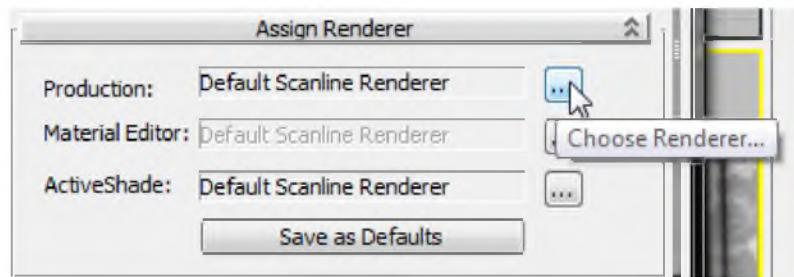 Assign Renderer
Production: Default Scanline Renderer ...
Material Editor: Default Scanline Renderer
Choose Renderer...
ActiveShade: Default Scanline Renderer ...
Save as Defaults